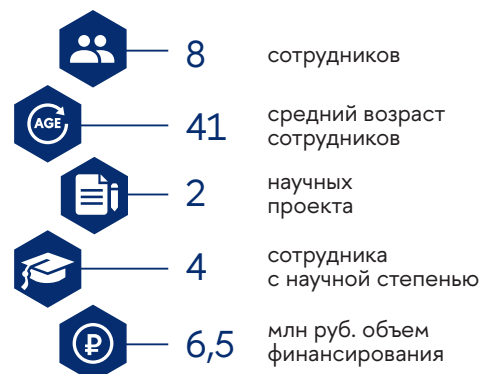 8 сотрудников
AGE 41 средний возраст
сотрудников
2 научных
проекта
4 сотрудника
с научной степенью
₽ 6,5 млн руб. объем
финансирования